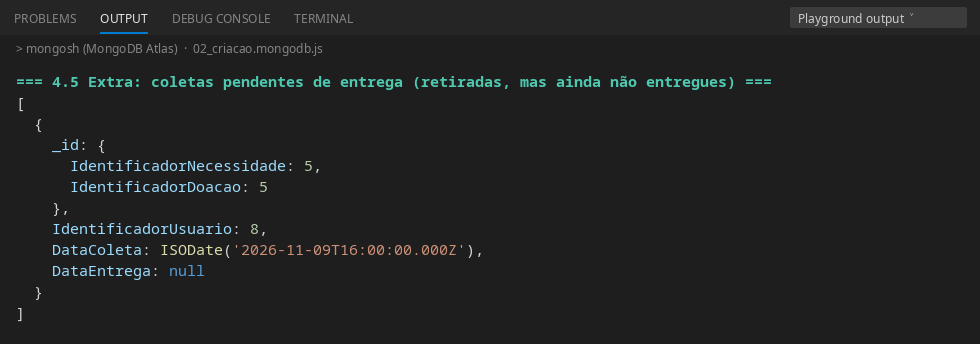 PROBLEMS OUTPUT DEBUG CONSOLE TERMINAL Playground output ˅
> mongosh (MongoDB Atlas) · 02_criacao.mongodb.js
=== 4.5 Extra: coletas pendentes de entrega (retiradas, mas ainda não entregues) ===
[
  {
    _id: {
      IdentificadorNecessidade: 5,
      IdentificadorDoacao: 5
    },
    IdentificadorUsuario: 8,
    DataColeta: ISODate('2026-11-09T16:00:00.000Z'),
    DataEntrega: null
  }
]